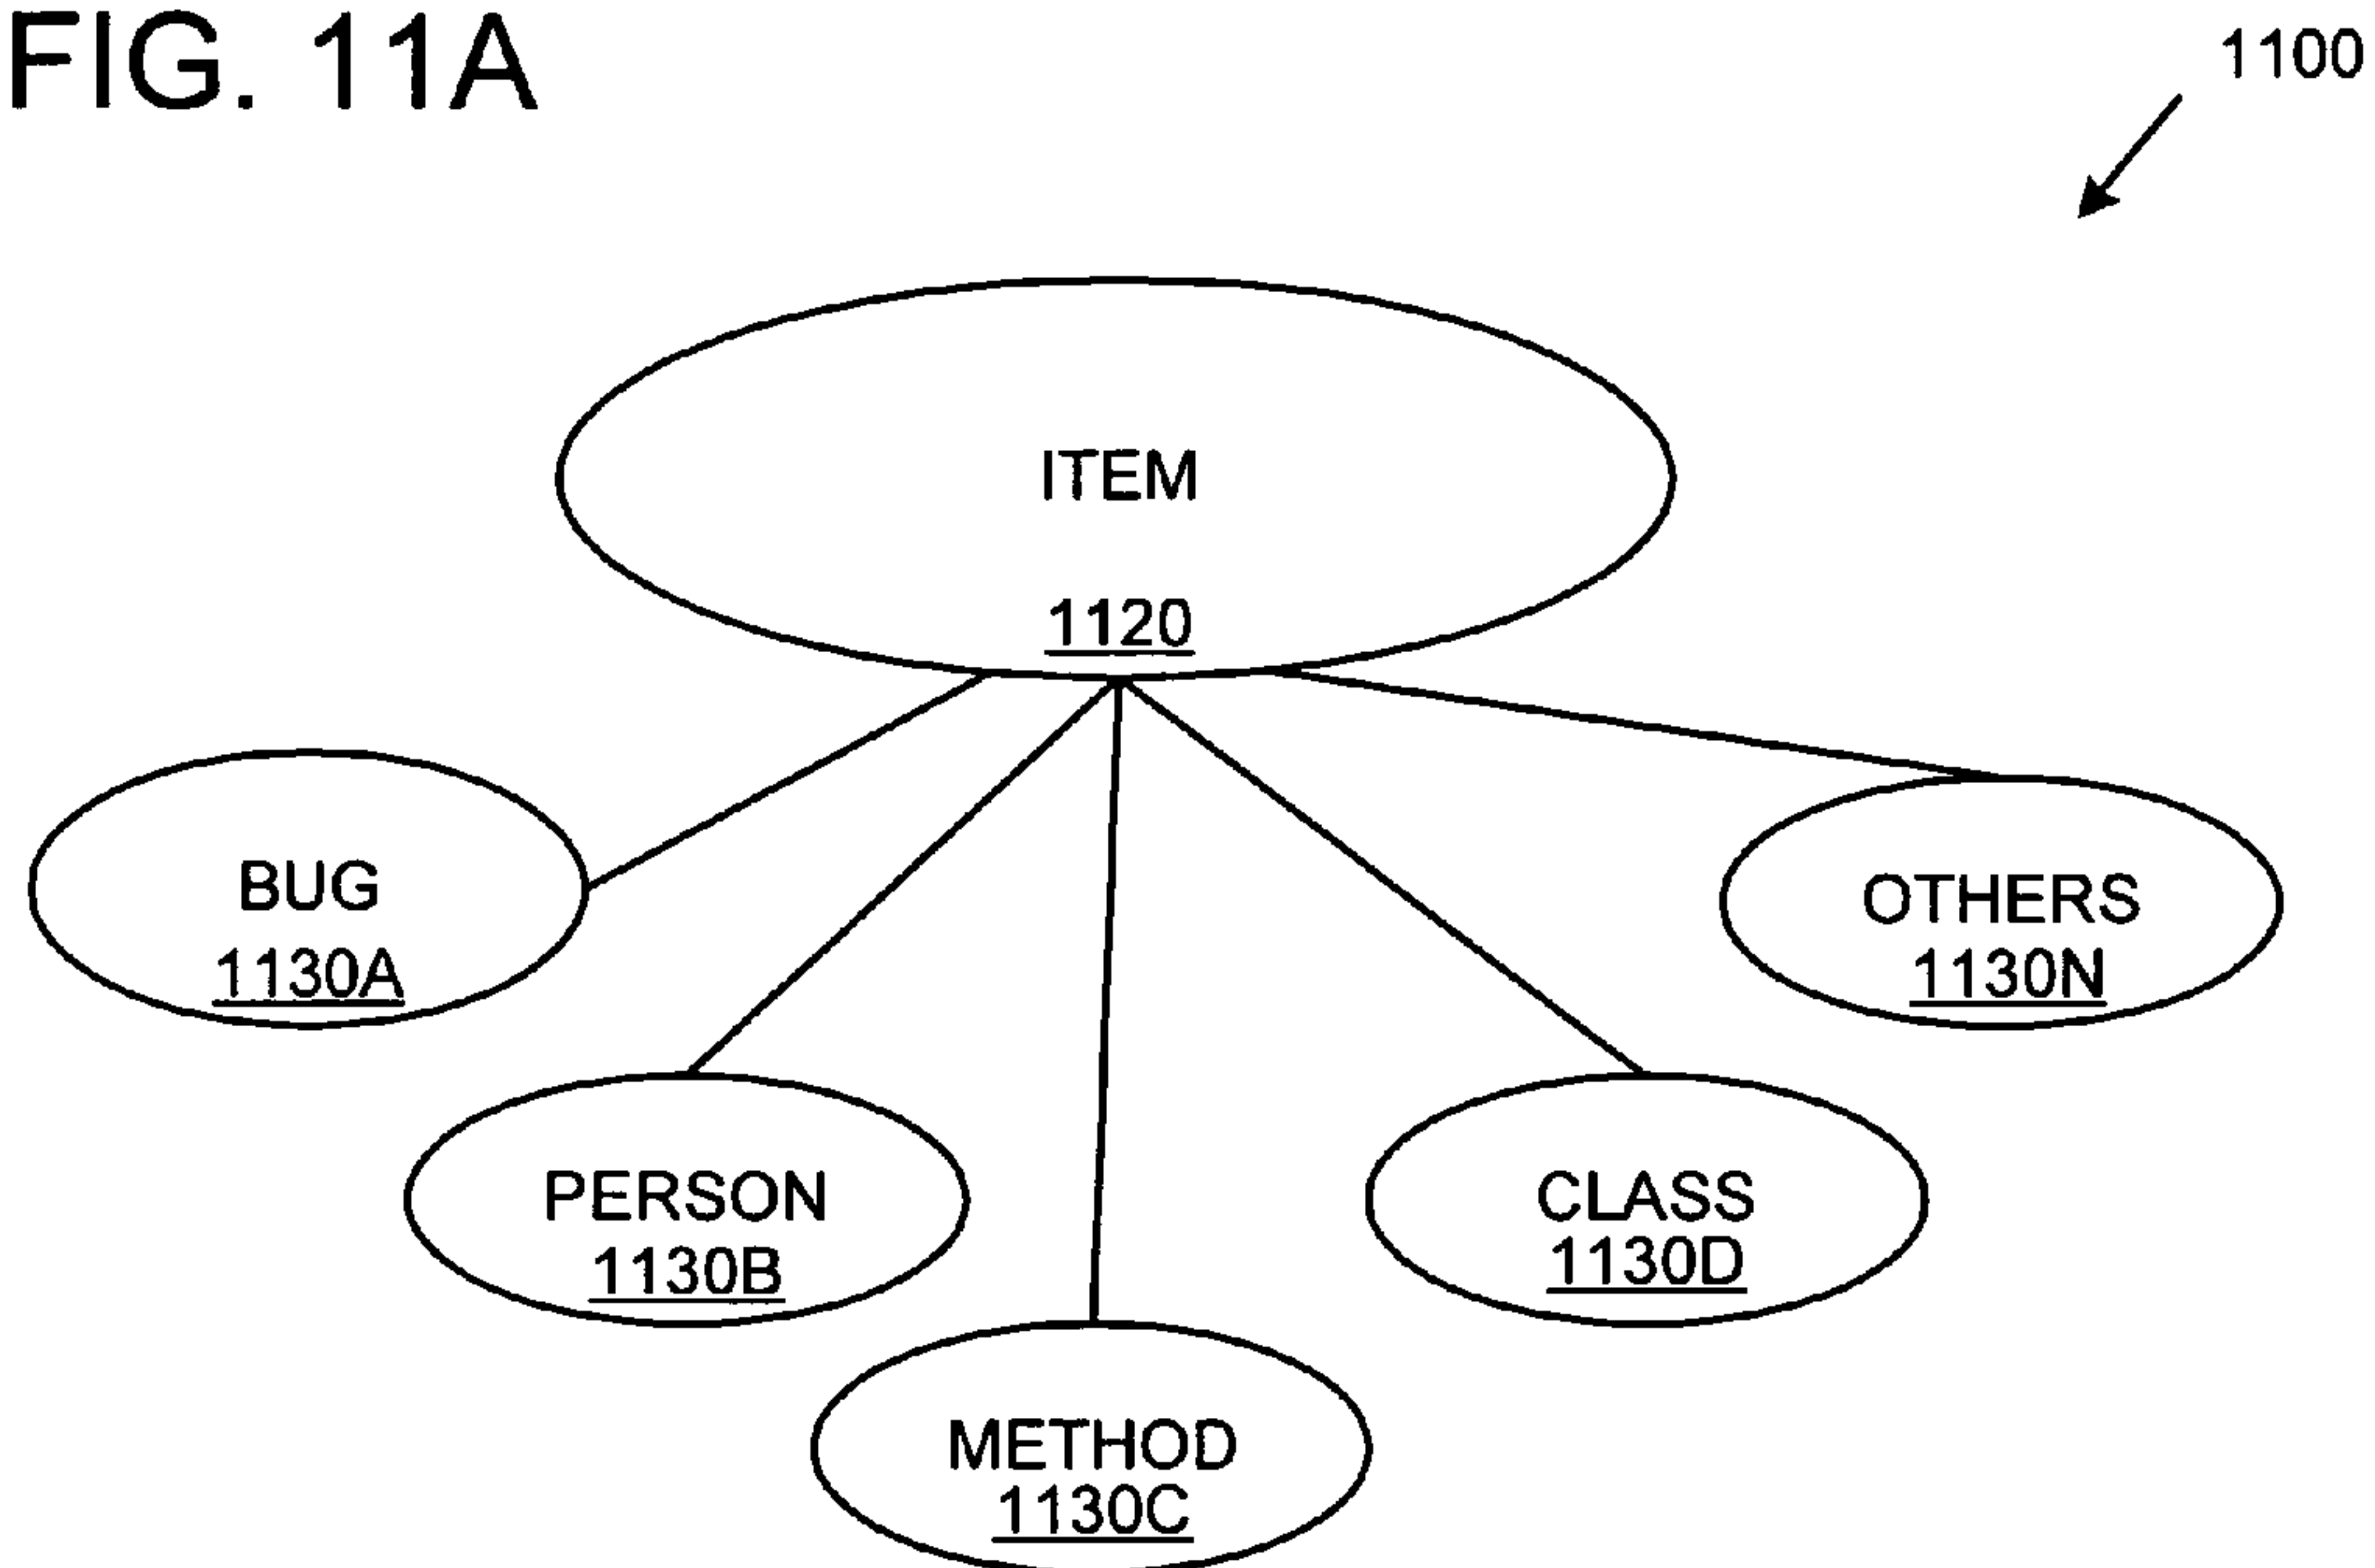 FIG. 11A
1100
ITEM
1120
BUG
1130A
OTHERS
1130N
PERSON
1130B
CLASS
1130D
METHOD
1130C